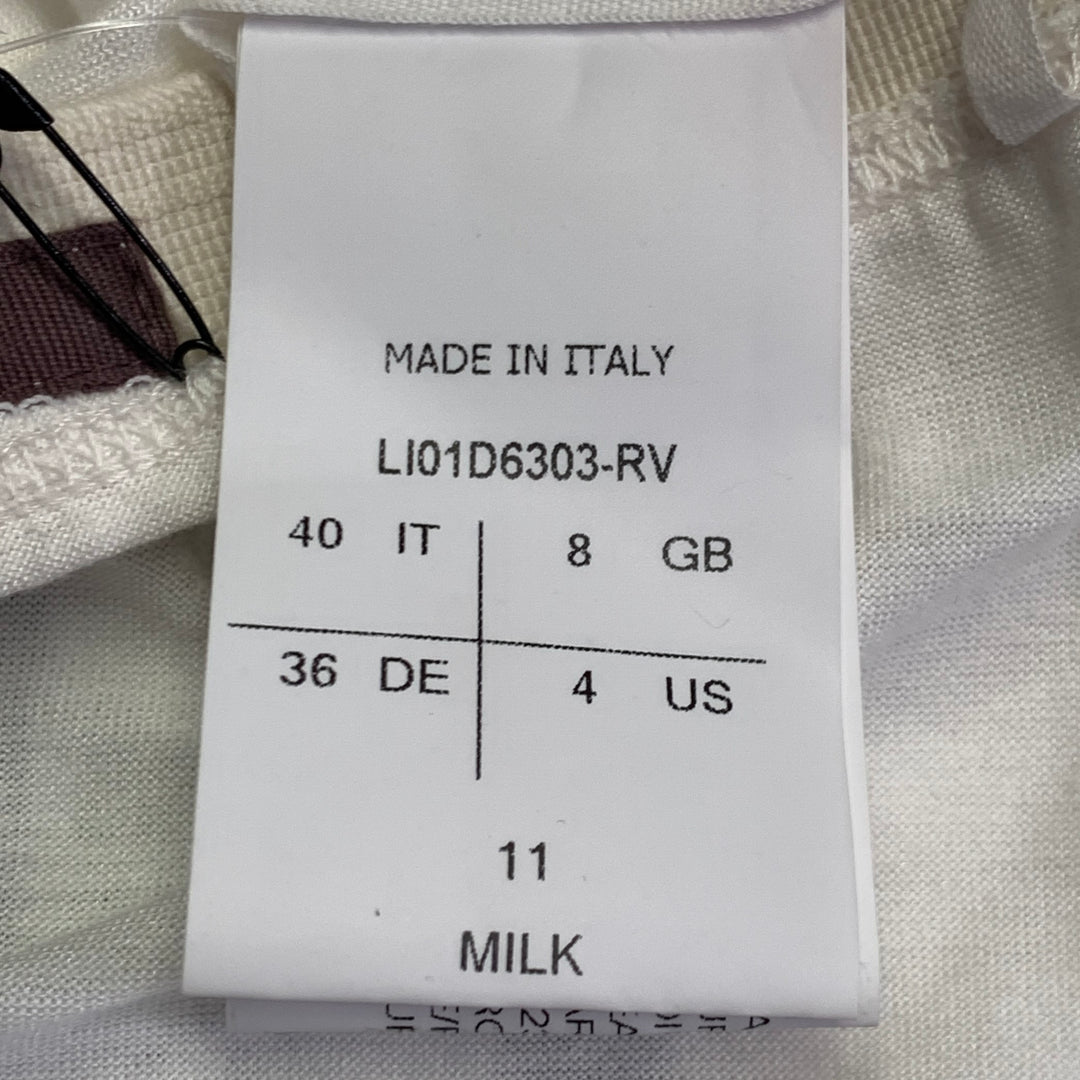 MADE IN ITALY
LI01D6303-RV
40 IT 8 GB
36 DE 4 US
11
MILK